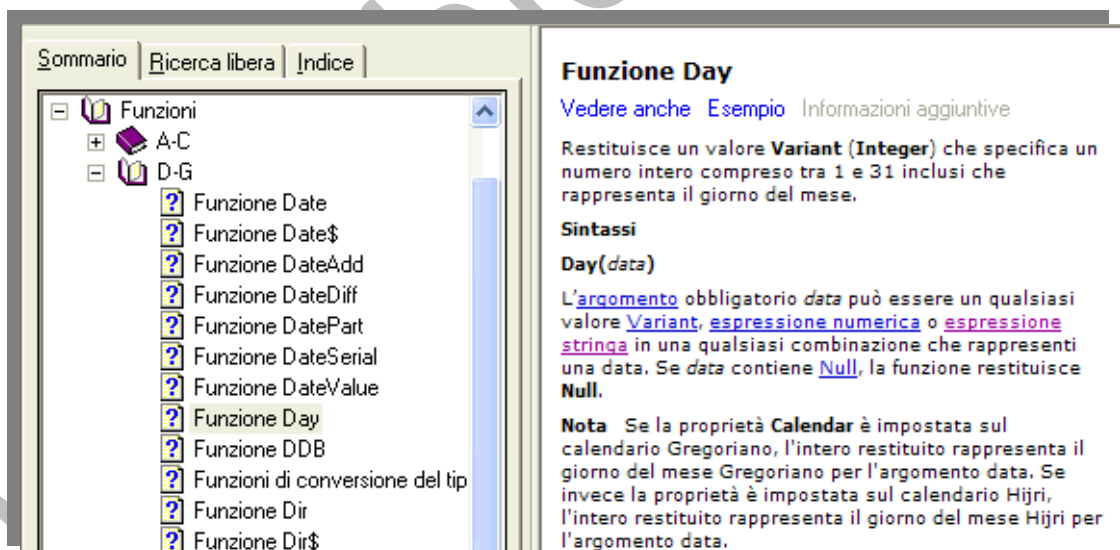 Sommario Ricerca libera Indice
Funzioni
A-C
D-G
Funzione Date
Funzione Date$
Funzione DateAdd
Funzione DateDiff
Funzione DatePart
Funzione DateSerial
Funzione DateValue
Funzione Day
Funzione DDB
Funzioni di conversione del tip
Funzione Dir
Funzione Dir$
Funzione Day
Vedere anche Esempio Informazioni aggiuntive
Restituisce un valore Variant (Integer) che specifica un
numero intero compreso tra 1 e 31 inclusi che
rappresenta il giorno del mese.
Sintassi
Day(data)
L'argomento obbligatorio data può essere un qualsiasi
valore Variant, espressione numerica o espressione
stringa in una qualsiasi combinazione che rappresenti
una data. Se data contiene Null, la funzione restituisce
Null.
Nota Se la proprietà Calendar è impostata sul
calendario Gregoriano, l'intero restituito rappresenta il
giorno del mese Gregoriano per l'argomento data. Se
invece la proprietà è impostata sul calendario Hijri,
l'intero restituito rappresenta il giorno del mese Hijri per
l'argomento data.